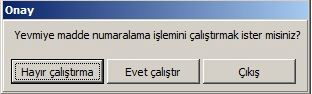 Onay
Yevmiye madde numaralama işlemini çalıştırmak ister misiniz?
Hayır çalıştırma
Evet çalıştır
Çıkış